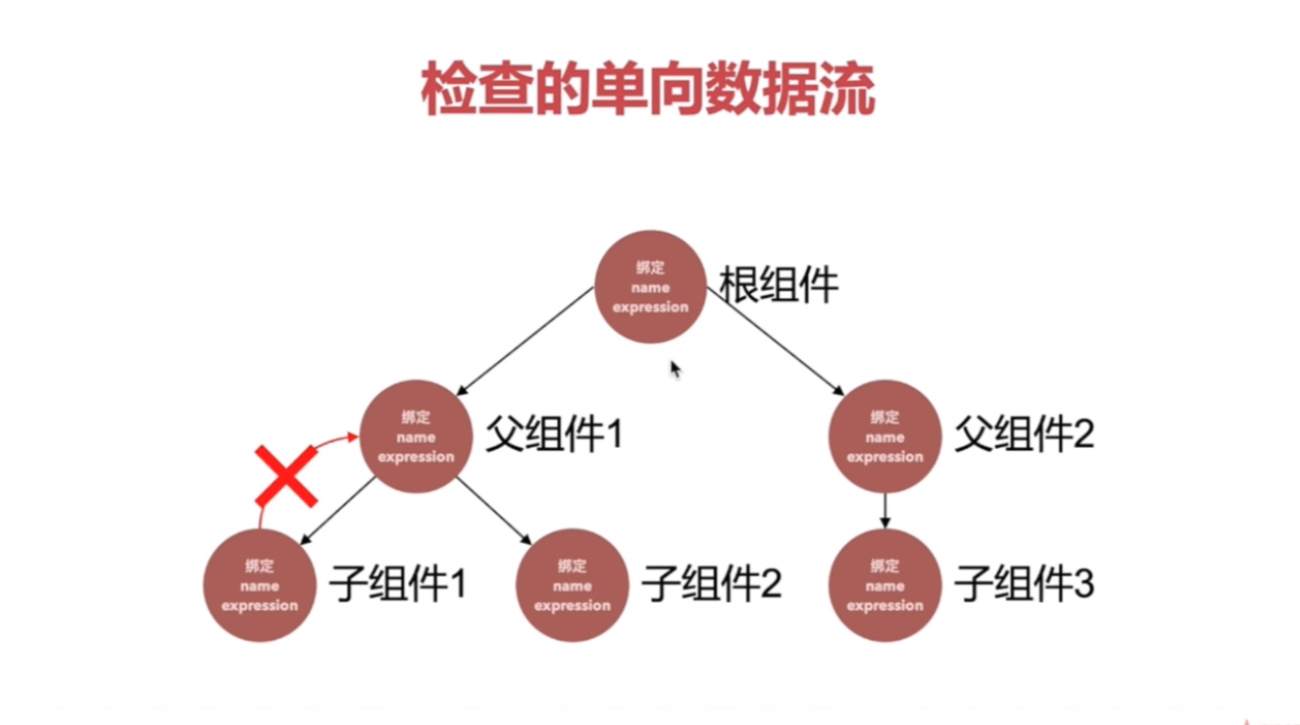 检查的单向数据流
绑定
name
expression
根组件
绑定
name
expression
父组件1
绑定
name
expression
父组件2
绑定
name
expression
子组件1
绑定
name
expression
子组件2
绑定
name
expression
子组件3